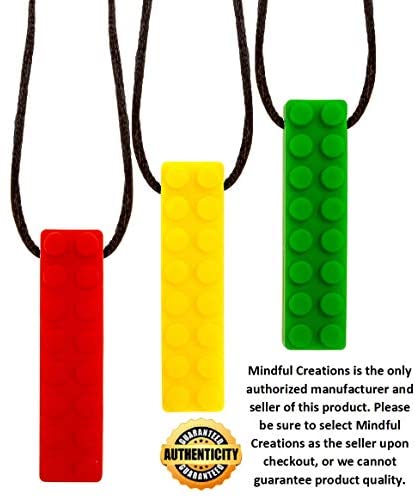 Mindful Creations is the only
authorized manufacturer and
seller of this product. Please
be sure to select Mindful
Creations as the seller upon
checkout, or we cannot
guarantee product quality.
GUARANTEED
AUTHENTICITY
GUARANTEED